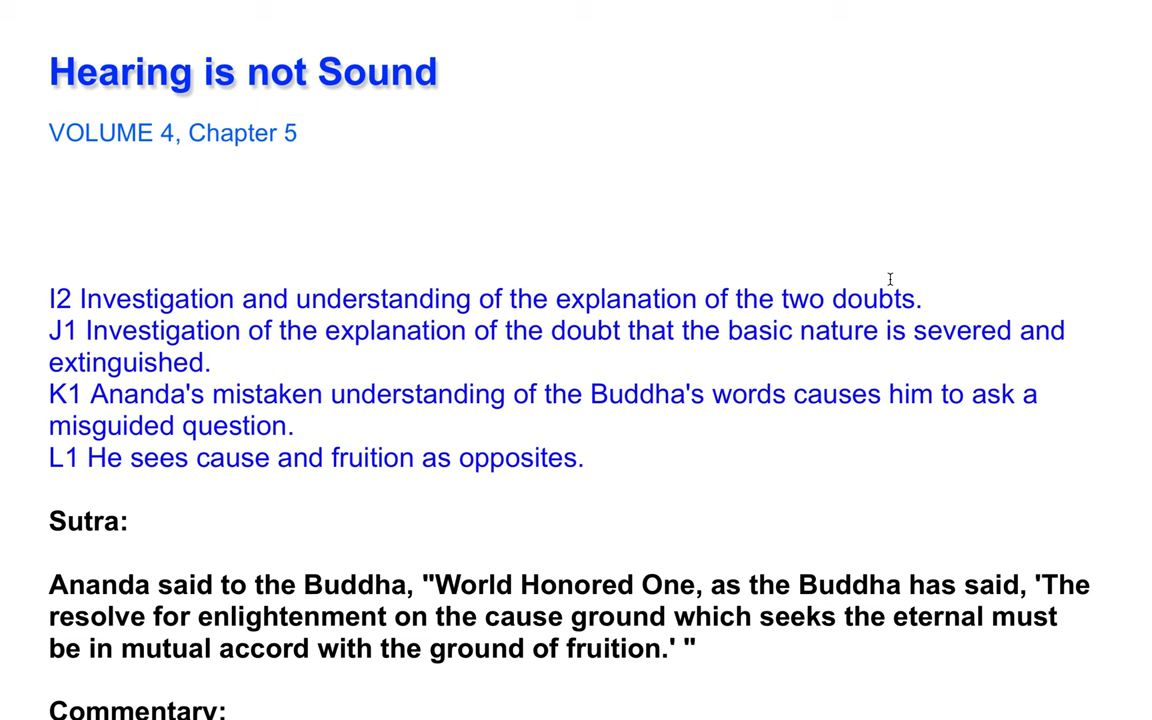 Hearing is not Sound
VOLUME 4, Chapter 5
I2 Investigation and understanding of the explanation of the two doubts.
J1 Investigation of the explanation of the doubt that the basic nature is severed and
extinguished.
K1 Ananda's mistaken understanding of the Buddha's words causes him to ask a
misguided question.
L1 He sees cause and fruition as opposites.
Sutra:
Ananda said to the Buddha, "World Honored One, as the Buddha has said, 'The
resolve for enlightenment on the cause ground which seeks the eternal must
be in mutual accord with the ground of fruition.' "
Commentary: